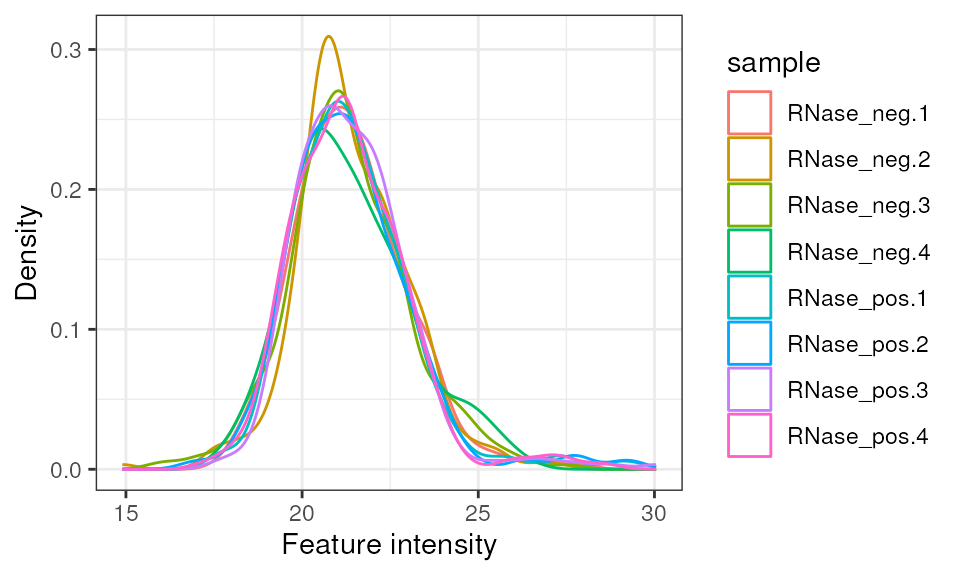 0.3
0.2
0.1
0.0
Density
15
20
25
30
Feature intensity
sample
RNase_neg.1
RNase_neg.2
RNase_neg.3
RNase_neg.4
RNase_pos.1
RNase_pos.2
RNase_pos.3
RNase_pos.4